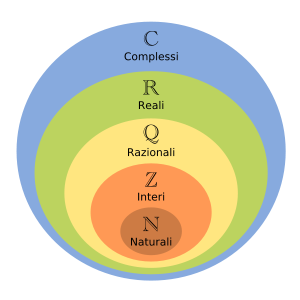 ℂ
Complessi
ℝ
Reali
ℚ
Razionali
ℤ
Interi
ℕ
Naturali